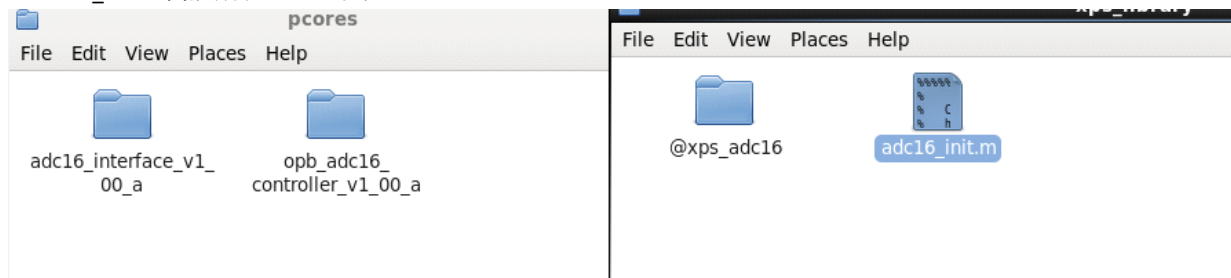 pcores
File Edit View Places Help
adc16_interface_v1_
00_a
opb_adc16_
controller_v1_00_a
File Edit View Places Help
@xps_adc16
adc16_init.m